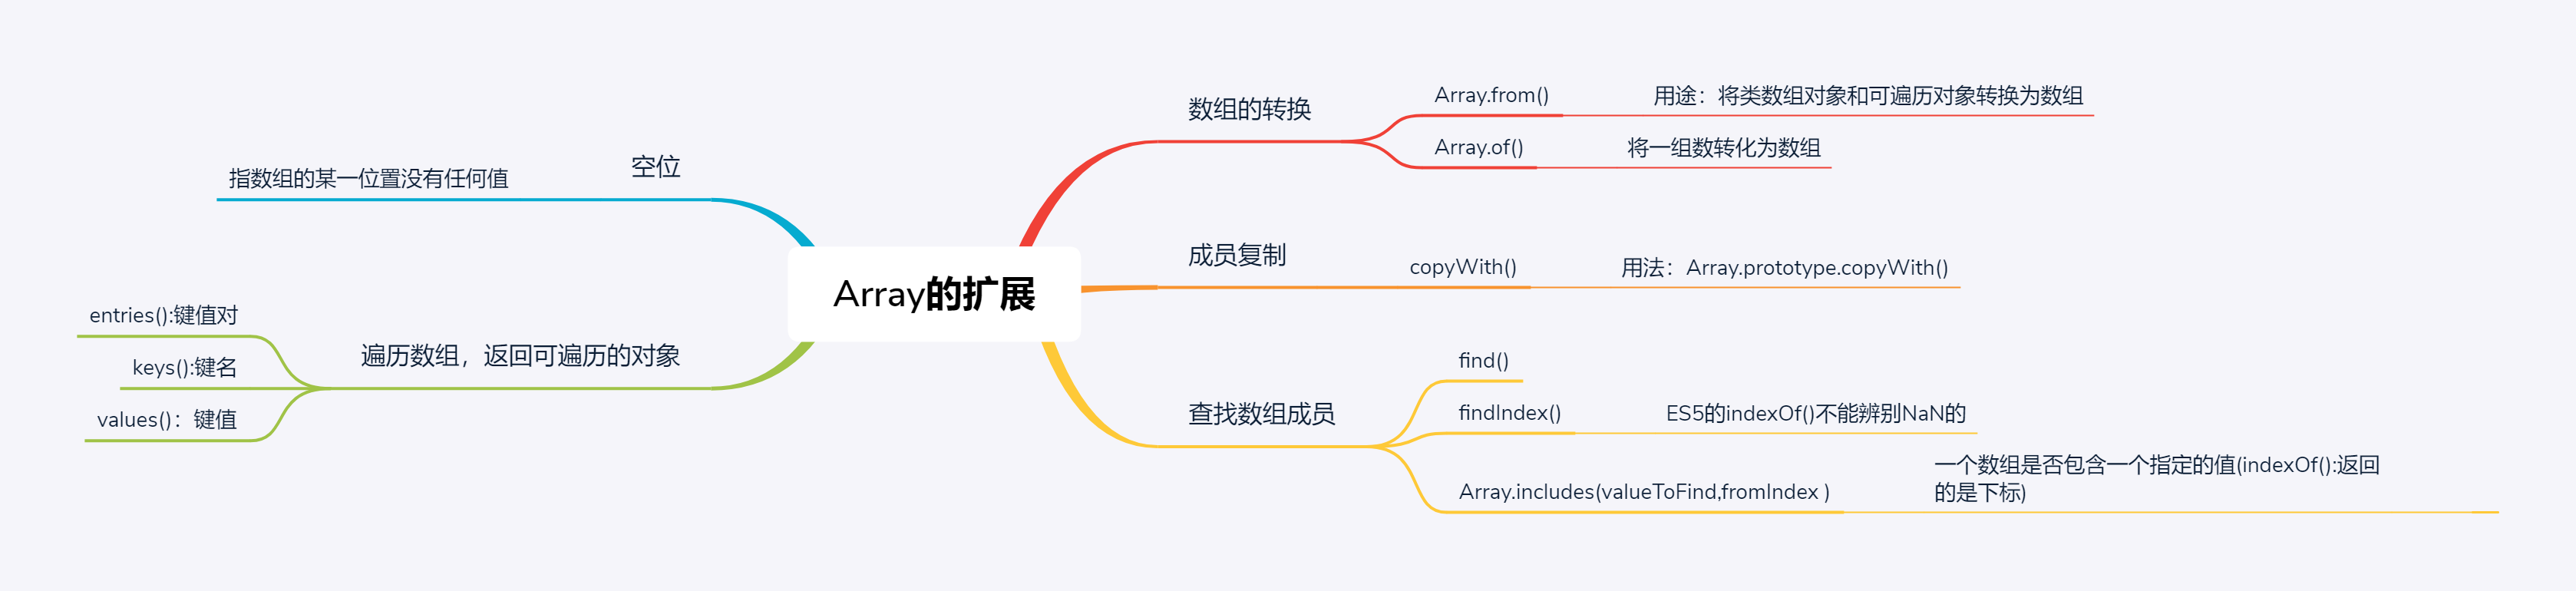 Array的扩展
数组的转换
Array.from()
用途：将类数组对象和可遍历对象转换为数组
Array.of()
将一组数转化为数组
成员复制
copyWith()
用法：Array.prototype.copyWith()
查找数组成员
find()
findIndex()
ES5的indexOf()不能辨别NaN的
Array.includes(valueToFind,fromIndex )
一个数组是否包含一个指定的值(indexOf():返回
的是下标)
空位
指数组的某一位置没有任何值
遍历数组，返回可遍历的对象
entries():键值对
keys():键名
values()：键值